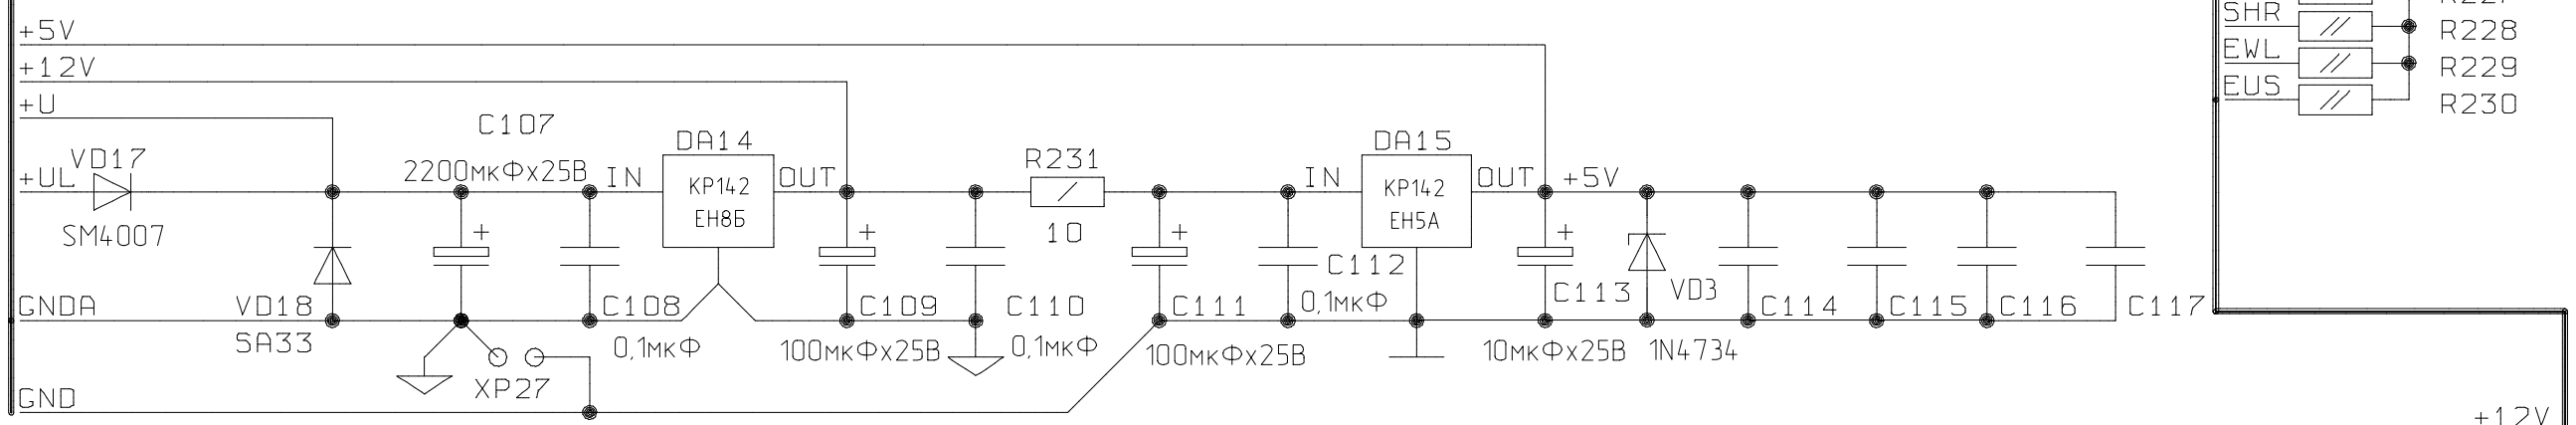 +5V
+12V
+U
+UL
VD17
SM4007
C107
2200мкФх25В
IN
DA14
КР142
ЕН8Б
OUT
R231
10
IN
DA15
КР142
ЕН5А
OUT
+5V
+
+
+
+
GNDA
VD18
SA33
C108
0,1мкФ
C109
100мкФх25В
C110
0,1мкФ
C111
100мкФх25В
C112
0,1мкФ
C113
10мкФх25В
VD3
1N4734
C114
C115
C116
C117
XP27
GND
R227
SHR
R228
EWL
R229
EUS
R230
+12V